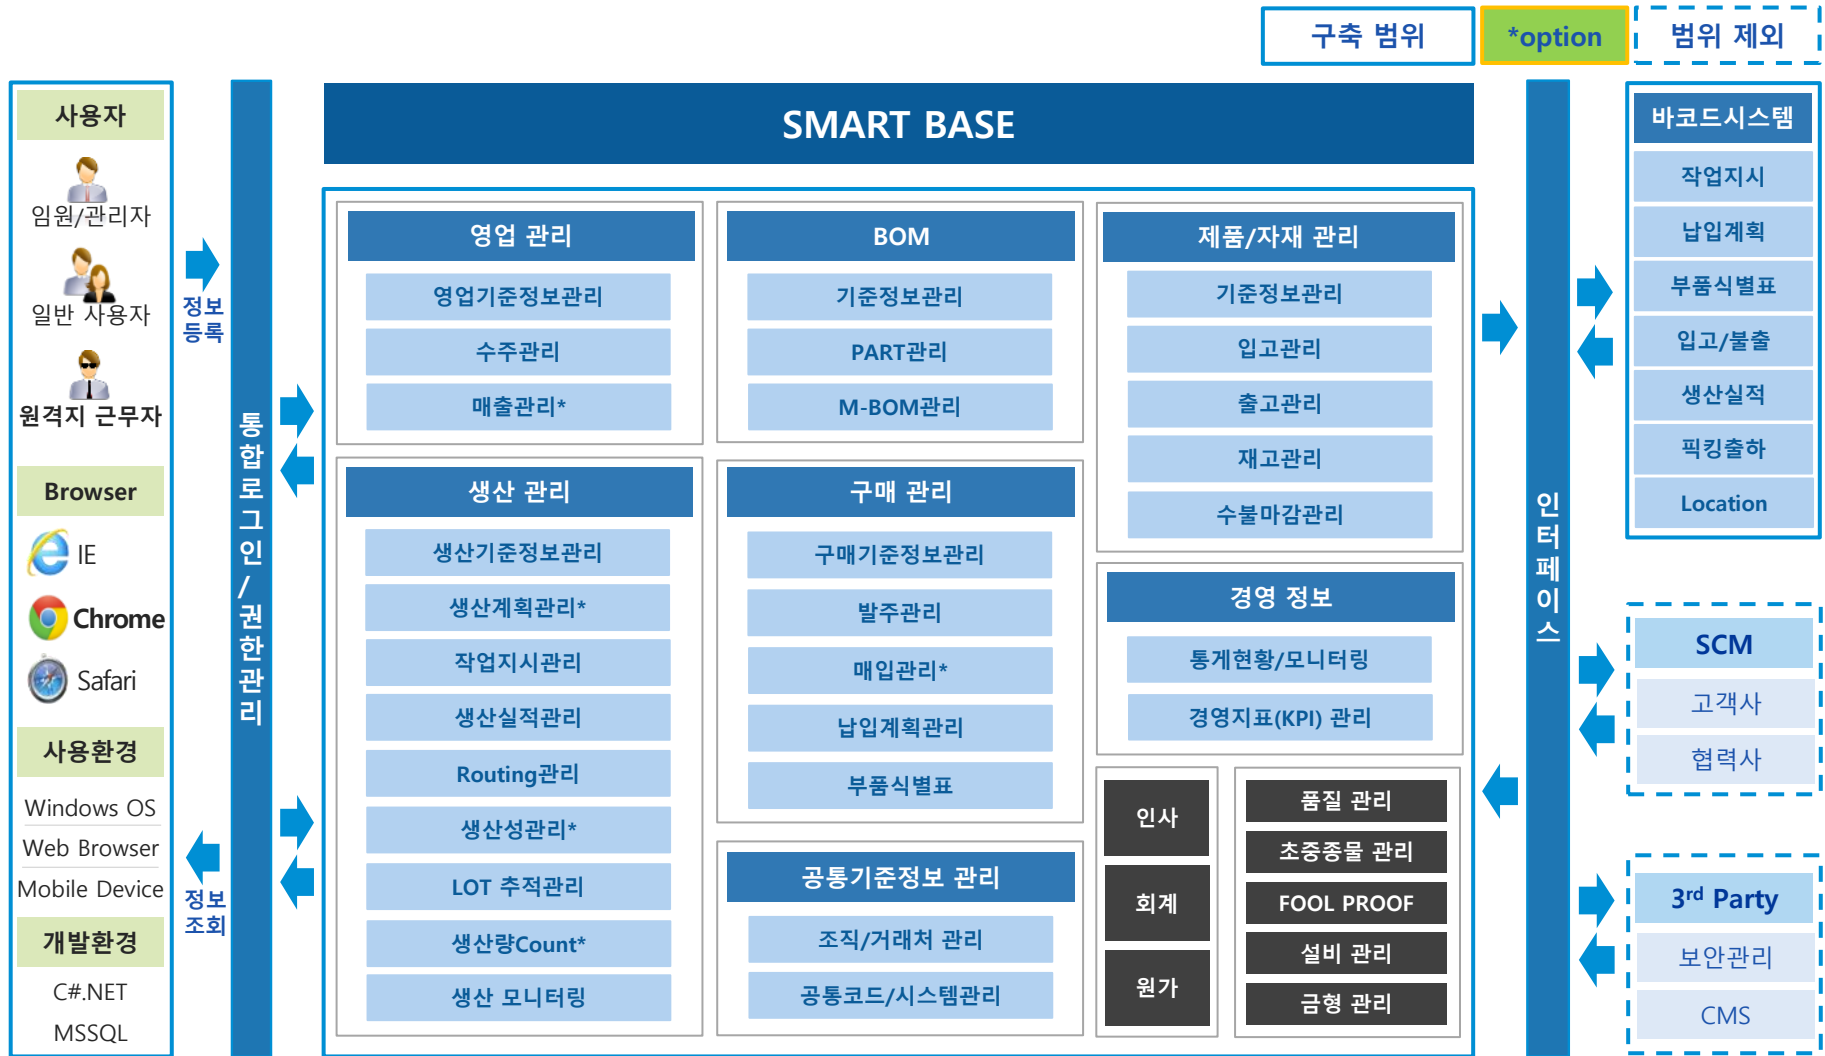 구축 범위
*option
범위 제외
사용자
임원/관리자
일반 사용자
원격지 근무자
Browser
IE
Chrome
Safari
사용환경
Windows OS
Web Browser
Mobile Device
개발환경
C#.NET
MSSQL
정보
등록
정보
조회
통합로그인/권한관리
SMART BASE
영업 관리
영업기준정보관리
수주관리
매출관리*
BOM
기준정보관리
PART관리
M-BOM관리
제품/자재 관리
기준정보관리
입고관리
출고관리
재고관리
수불마감관리
생산 관리
생산기준정보관리
생산계획관리*
작업지시관리
생산실적관리
Routing관리
생산성관리*
LOT 추적관리
생산량Count*
생산 모니터링
구매 관리
구매기준정보관리
발주관리
매입관리*
납입계획관리
부품식별표
공통기준정보 관리
조직/거래처 관리
공통코드/시스템관리
경영 정보
통게현황/모니터링
경영지표(KPI) 관리
인사
회계
원가
품질 관리
초중종물 관리
FOOL PROOF
설비 관리
금형 관리
인터페이스
바코드시스템
작업지시
납입계획
부품식별표
입고/불출
생산실적
픽킹출하
Location
SCM
고객사
협력사
3rd Party
보안관리
CMS